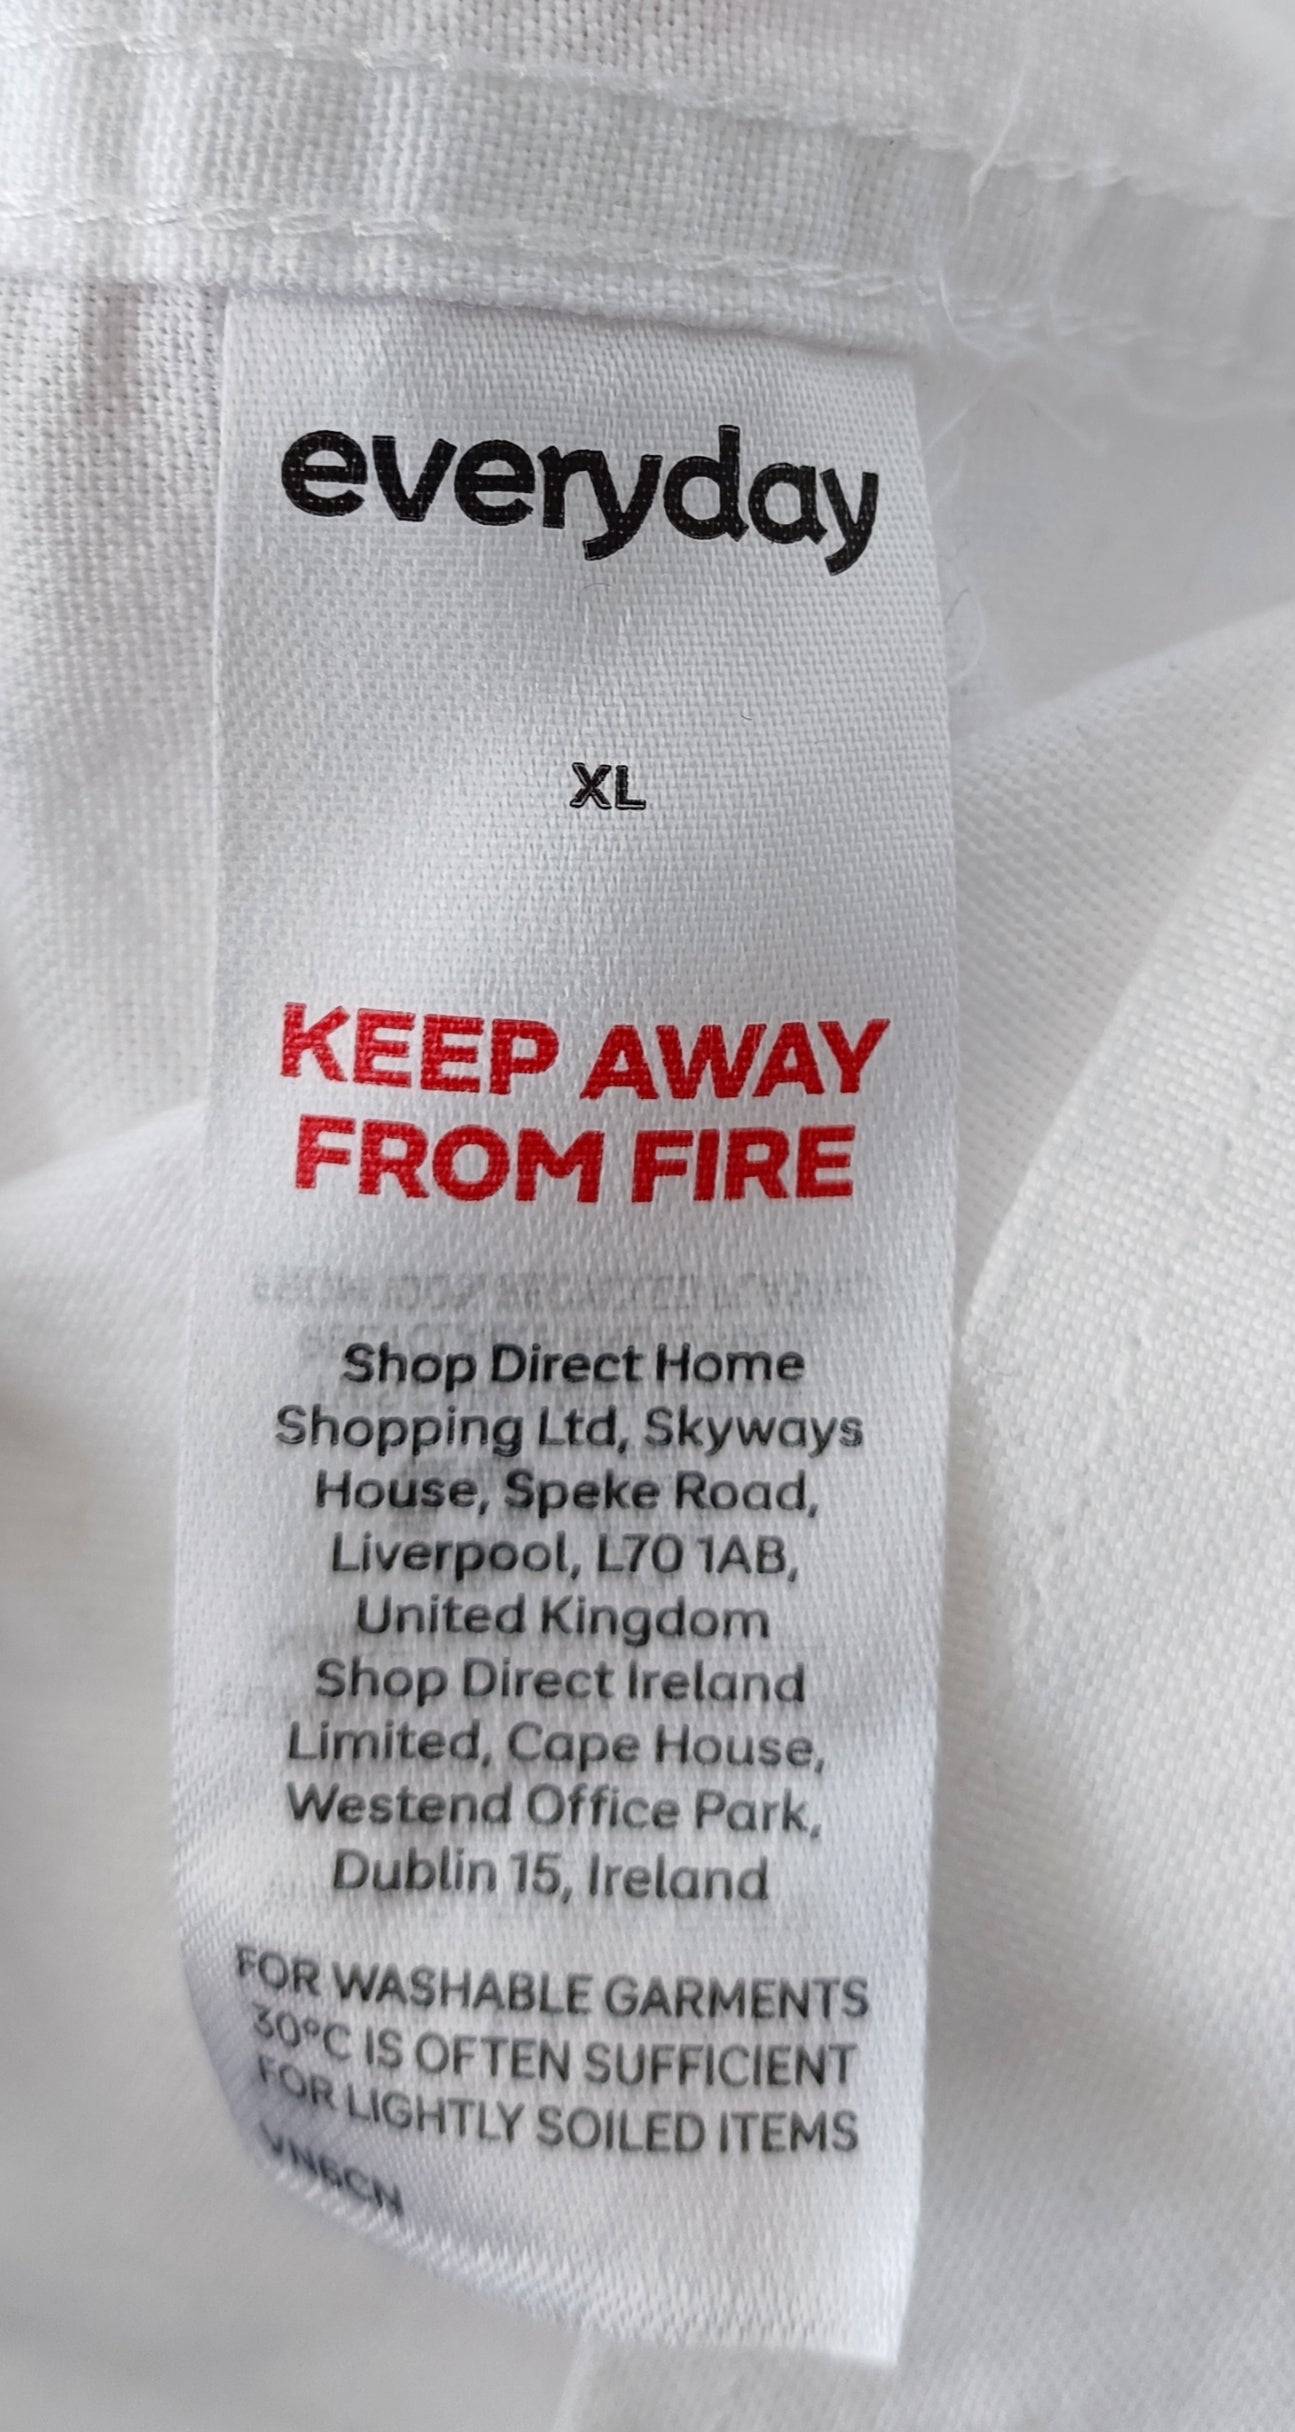 everyday
XL
KEEP AWAY
FROM FIRE
Shop Direct Home
Shopping Ltd, Skyways
House, Speke Road,
Liverpool, L70 1AB,
United Kingdom
Shop Direct Ireland
Limited, Cape House,
Westend Office Park,
Dublin 15, Ireland
FOR WASHABLE GARMENTS
30°C IS OFTEN SUFFICIENT
FOR LIGHTLY SOILED ITEMS
VN6CN